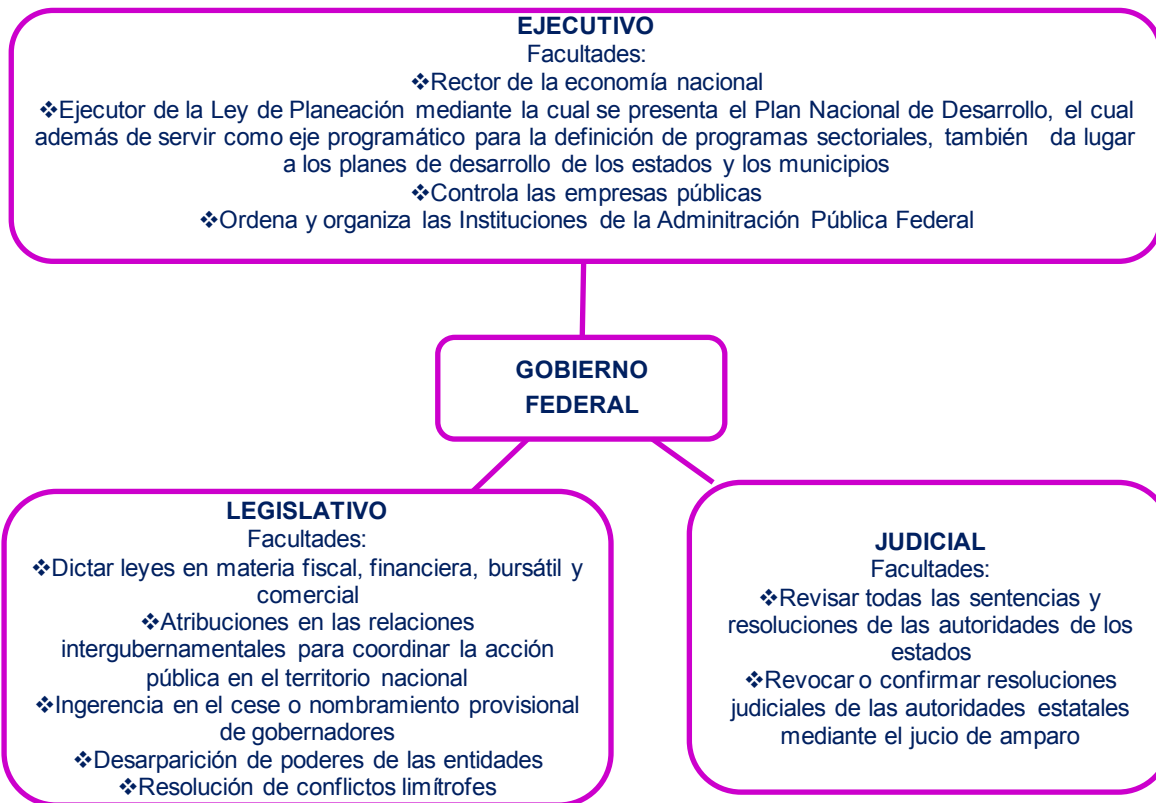 EJECUTIVO
Facultades:
❖Rector de la economía nacional
❖Ejecutor de la Ley de Planeación mediante la cual se presenta el Plan Nacional de Desarrollo, el cual
además de servir como eje programático para la definición de programas sectoriales, también da lugar
a los planes de desarrollo de los estados y los municipios
❖Controla las empresas públicas
❖Ordena y organiza las Instituciones de la Adminitración Pública Federal
GOBIERNO
FEDERAL
LEGISLATIVO
Facultades:
❖Dictar leyes en materia fiscal, financiera, bursátil y
comercial
❖Atribuciones en las relaciones
intergubernamentales para coordinar la acción
pública en el territorio nacional
❖Ingerencia en el cese o nombramiento provisional
de gobernadores
❖Desarparición de poderes de las entidades
❖Resolución de conflictos limítrofes
JUDICIAL
Facultades:
❖Revisar todas las sentencias y
resoluciones de las autoridades de los
estados
❖Revocar o confirmar resoluciones
judiciales de las autoridades estatales
mediante el jucio de amparo